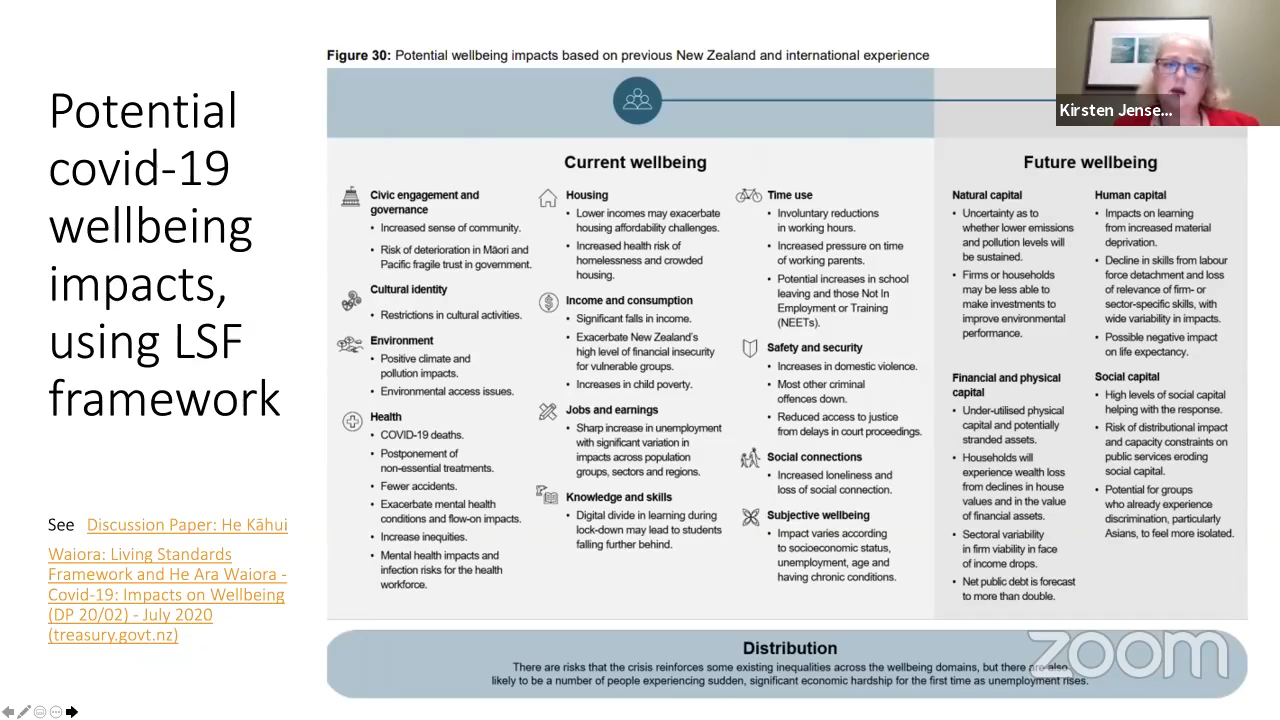 Potential
covid-19
wellbeing
impacts,
using LSF
framework
See Discussion Paper: He Kāhui
Waiora: Living Standards
Framework and He Ara Waiora -
Covid-19: Impacts on Wellbeing
(DP 20/02) - July 2020
(treasury.govt.nz)
Figure 30: Potential wellbeing impacts based on previous New Zealand and international experience
Kirsten Jense...
Current wellbeing
Civic engagement and
governance
• Increased sense of community.
• Risk of deterioration in Māori and
Pacific fragile trust in government.
Cultural identity
• Restrictions in cultural activities.
Environment
• Positive climate and
pollution impacts.
• Environmental access issues.
Health
• COVID-19 deaths.
• Postponement of
non-essential treatments.
• Fewer accidents.
• Exacerbate mental health
conditions and flow-on impacts.
• Increase inequities.
• Mental health impacts and
infection risks for the health
workforce.
Housing
• Lower incomes may exacerbate
housing affordability challenges.
• Increased health risk of
homelessness and crowded
housing.
Income and consumption
• Significant falls in income.
• Exacerbate New Zealand's
high level of financial insecurity
for vulnerable groups.
• Increases in child poverty.
Jobs and earnings
• Sharp increase in unemployment
with significant variation in
impacts across population
groups, sectors and regions.
Knowledge and skills
• Digital divide in learning during
lock-down may lead to students
falling further behind.
Time use
• Involuntary reductions
in working hours.
• Increased pressure on time
of working parents.
• Potential increases in school
leaving and those Not In
Employment or Training
(NEETs).
Safety and security
• Increases in domestic violence.
• Most other criminal
offences down.
• Reduced access to justice
from delays in court proceedings.
Social connections
• Increased loneliness and
loss of social connection.
Subjective wellbeing
• Impact varies according
to socioeconomic status,
unemployment, age and
having chronic conditions.
Future wellbeing
Natural capital
• Uncertainty as to
whether lower emissions
and pollution levels will
be sustained.
• Firms or households
may be less able to
make investments to
improve environmental
performance.
Financial and physical
capital
• Under-utilised physical
capital and potentially
stranded assets.
• Households will
experience wealth loss
from declines in house
values and in the value
of financial assets.
• Sectoral variability
in firm viability in face
of income drops.
• Net public debt is forecast
to more than double.
Human capital
• Impacts on learning
from increased material
deprivation.
• Decline in skills from labour
force detachment and loss
of relevance of firm- or
sector-specific skills, with
wide variability in impacts.
• Possible negative impact
on life expectancy.
Social capital
• High levels of social capital
helping with the response.
• Risk of distributional impact
and capacity constraints on
public services eroding
social capital.
• Potential for groups
who already experience
discrimination, particularly
Asians, to feel more isolated.
Distribution
There are risks that the crisis reinforces some existing inequalities across the wellbeing domains, but there are also
likely to be a number of people experiencing sudden, significant economic hardship for the first time as unemployment rises.
zoom